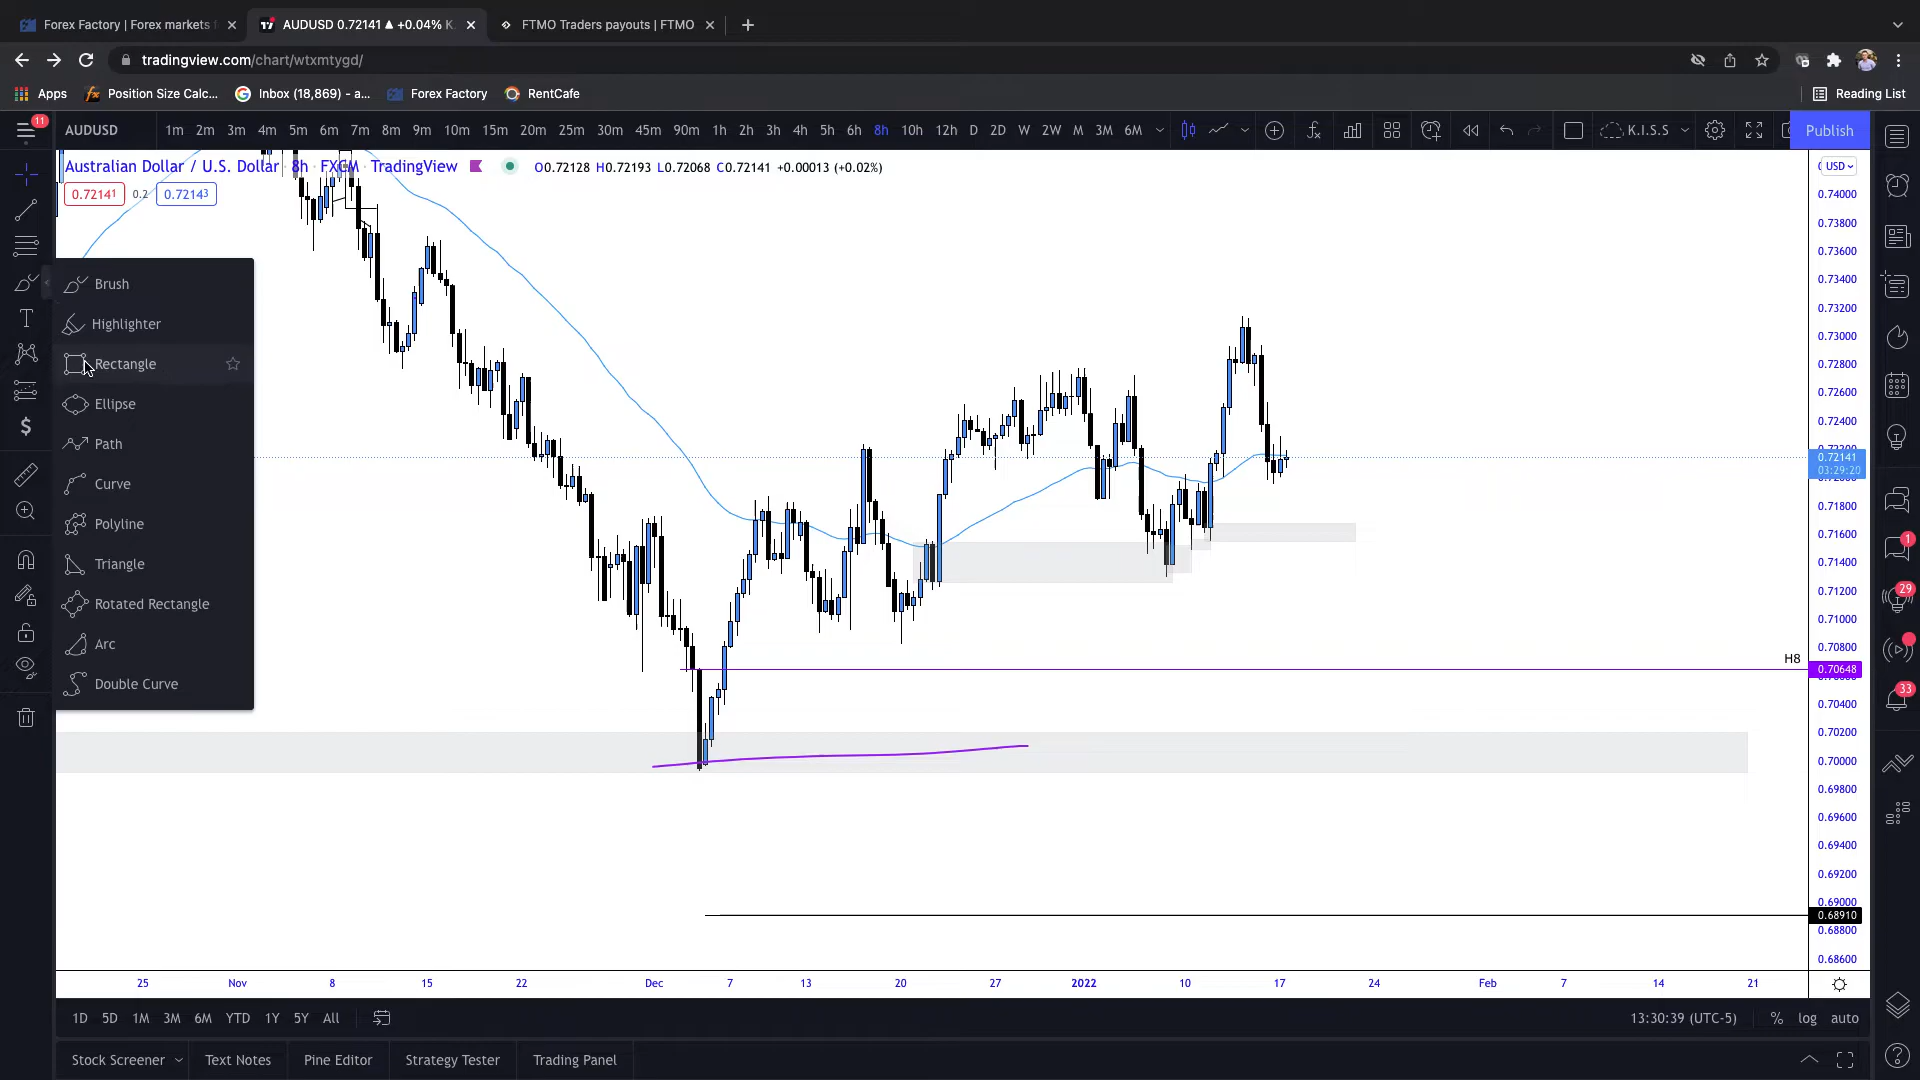 Forex Factory | Forex markets f
AUDUSD 0.72141 ▲ +0.04% K.
FTMO Traders payouts | FTMO
tradingview.com/chart/wtxmtygd/
Apps
Position Size Calc...
Inbox (18,869) - a...
Forex Factory
RentCafe
Reading List
11
AUDUSD
1m 2m 3m 4m 5m 6m 7m 8m 9m 10m 15m 20m 25m 30m 45m 90m 1h 2h 3h 4h 5h 6h 8h 10h 12h D 2D W 2W M 3M 6M
K.I.S.S
Publish
Australian Dollar / U.S. Dollar · 8h · FXCM · TradingView
O0.72128 H0.72193 L0.72068 C0.72141 +0.00013 (+0.02%)
USD
0.72141 0.2 0.72143
Brush
Highlighter
Rectangle
Ellipse
Path
Curve
Polyline
Triangle
Rotated Rectangle
Arc
Double Curve
0.74000
0.73800
0.73600
0.73400
0.73200
0.73000
0.72800
0.72600
0.72400
0.72141
03:29:20
0.71800
0.71600
0.71400
0.71200
0.71000
0.70800
H8
0.70648
0.70400
0.70200
0.70000
0.69800
0.69600
0.69400
0.69200
0.69000
0.68910
0.68800
0.68600
1
29
33
25 Nov 8 15 22 Dec 7 13 20 27 2022 10 17 24 Feb 7 14 21
1D 5D 1M 3M 6M YTD 1Y 5Y All
13:30:39 (UTC-5) % log auto
Stock Screener
Text Notes
Pine Editor
Strategy Tester
Trading Panel